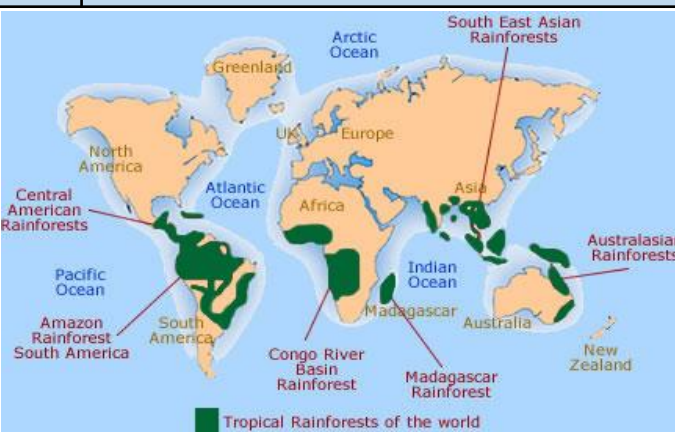 South East Asian
Rainforests
Arctic
Ocean
Greenland
UK
Europe
North
America
Atlantic
Ocean
Asia
Central
American
Rainforests
Africa
Australasian
Rainforests
Pacific
Ocean
Indian
Ocean
Madagascar
Australia
Amazon
Rainforest
South America
South
America
Congo River
Basin
Rainforest
Madagascar
Rainforest
New
Zealand
Tropical Rainforests of the world